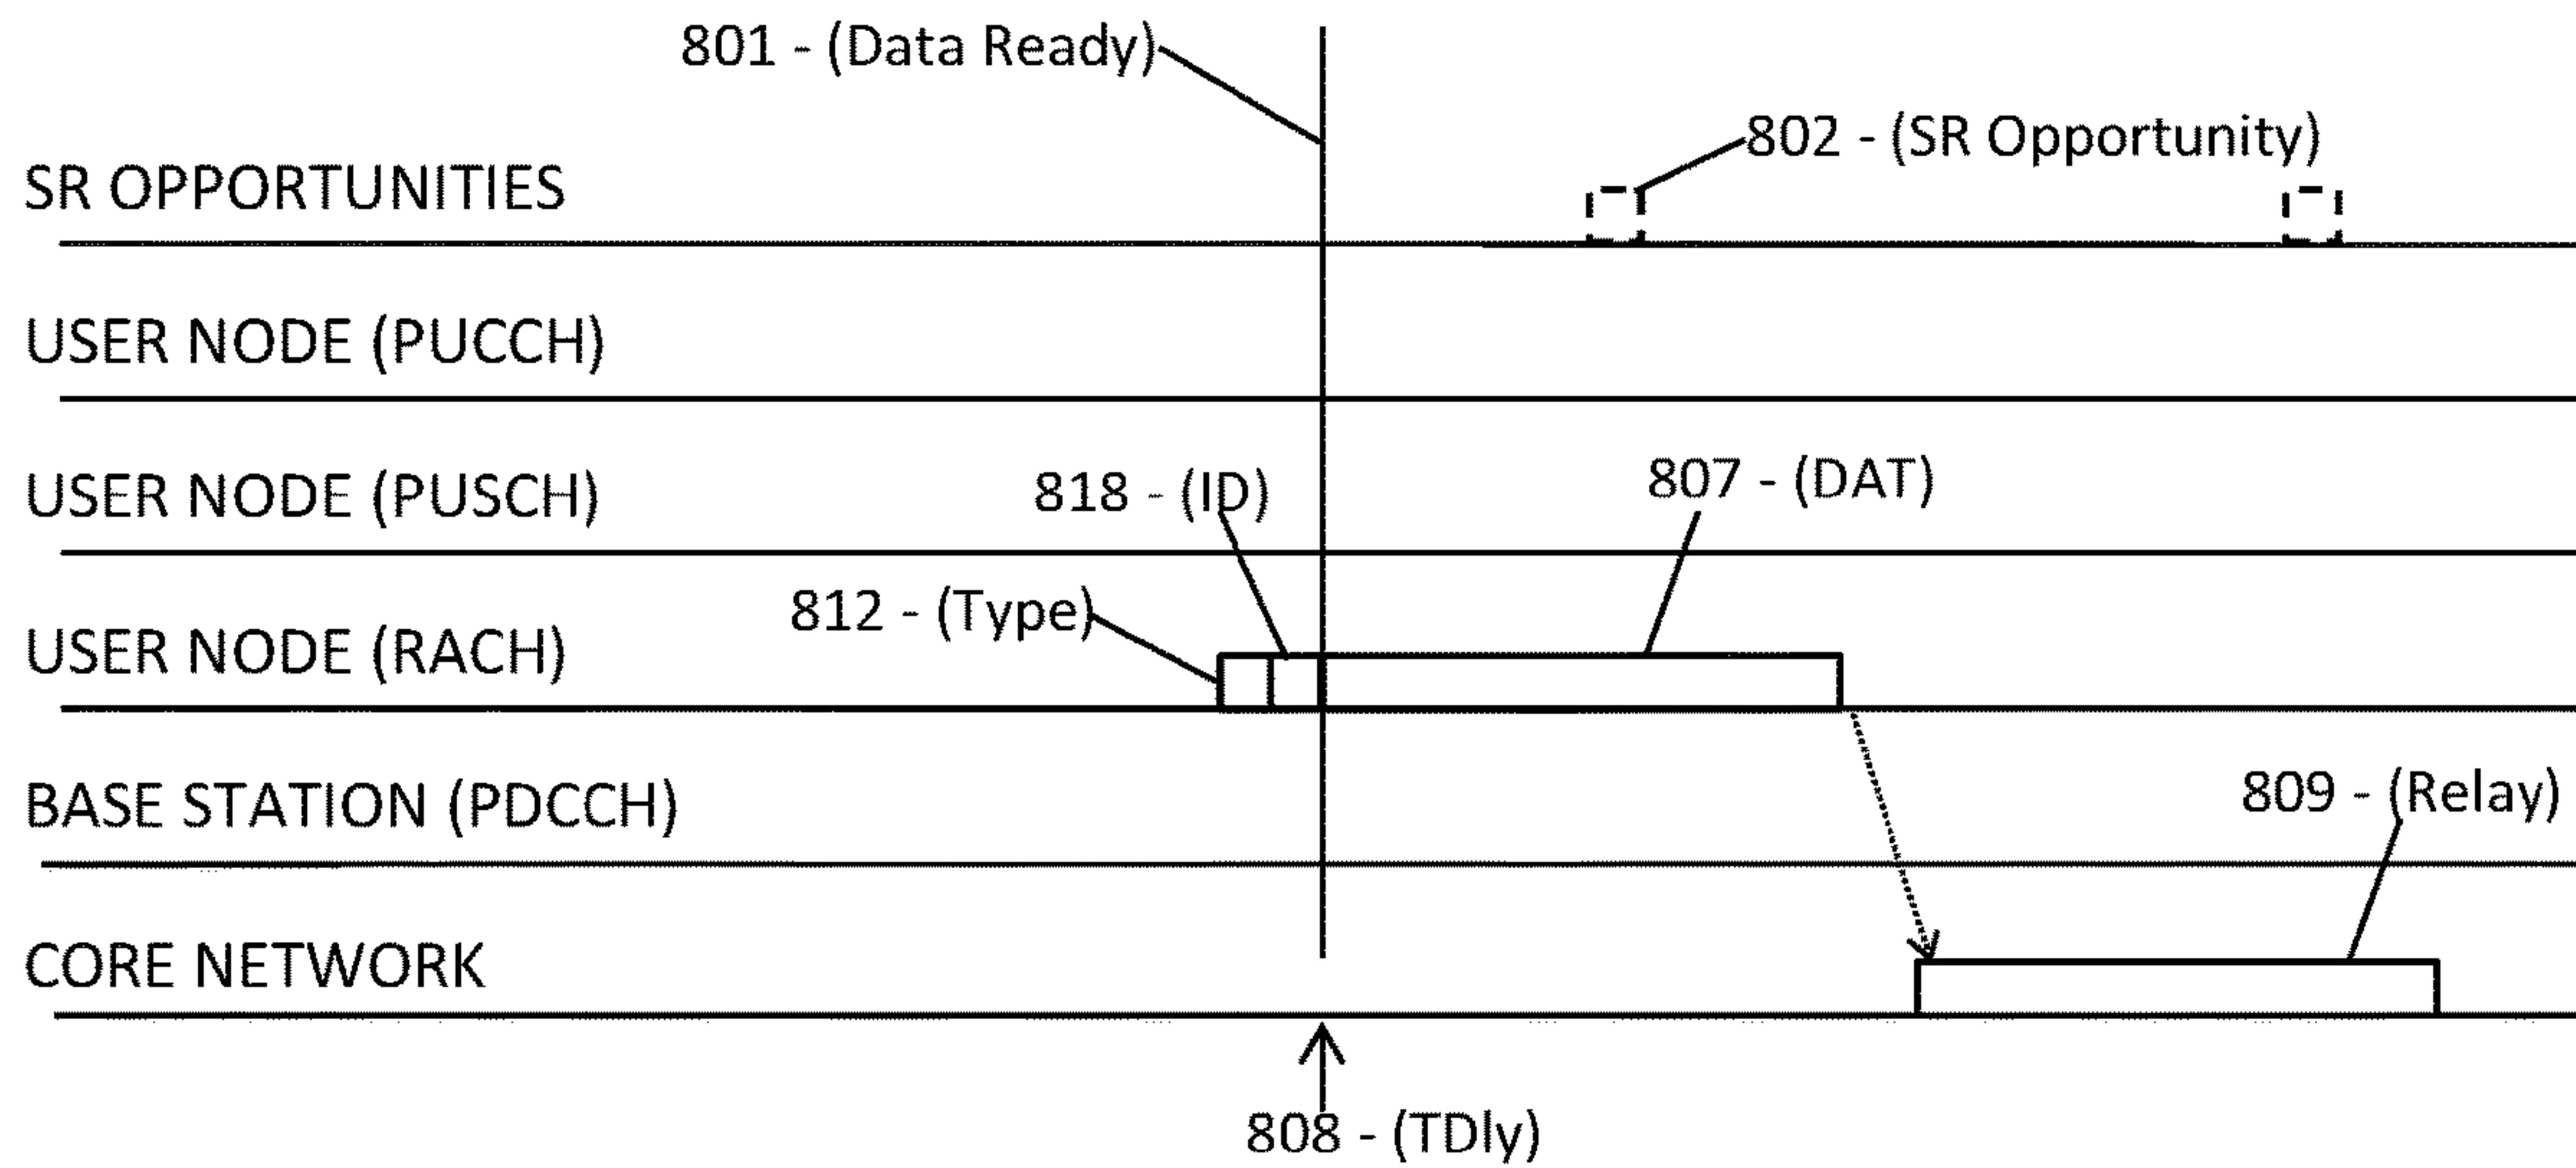 801 - (Data Ready)
802 - (SR Opportunity)
SR OPPORTUNITIES
USER NODE (PUCCH)
USER NODE (PUSCH)
818 - (ID)
807 - (DAT)
812 - (Type)
USER NODE (RACH)
BASE STATION (PDCCH)
809 - (Relay)
CORE NETWORK
808 - (TDly)